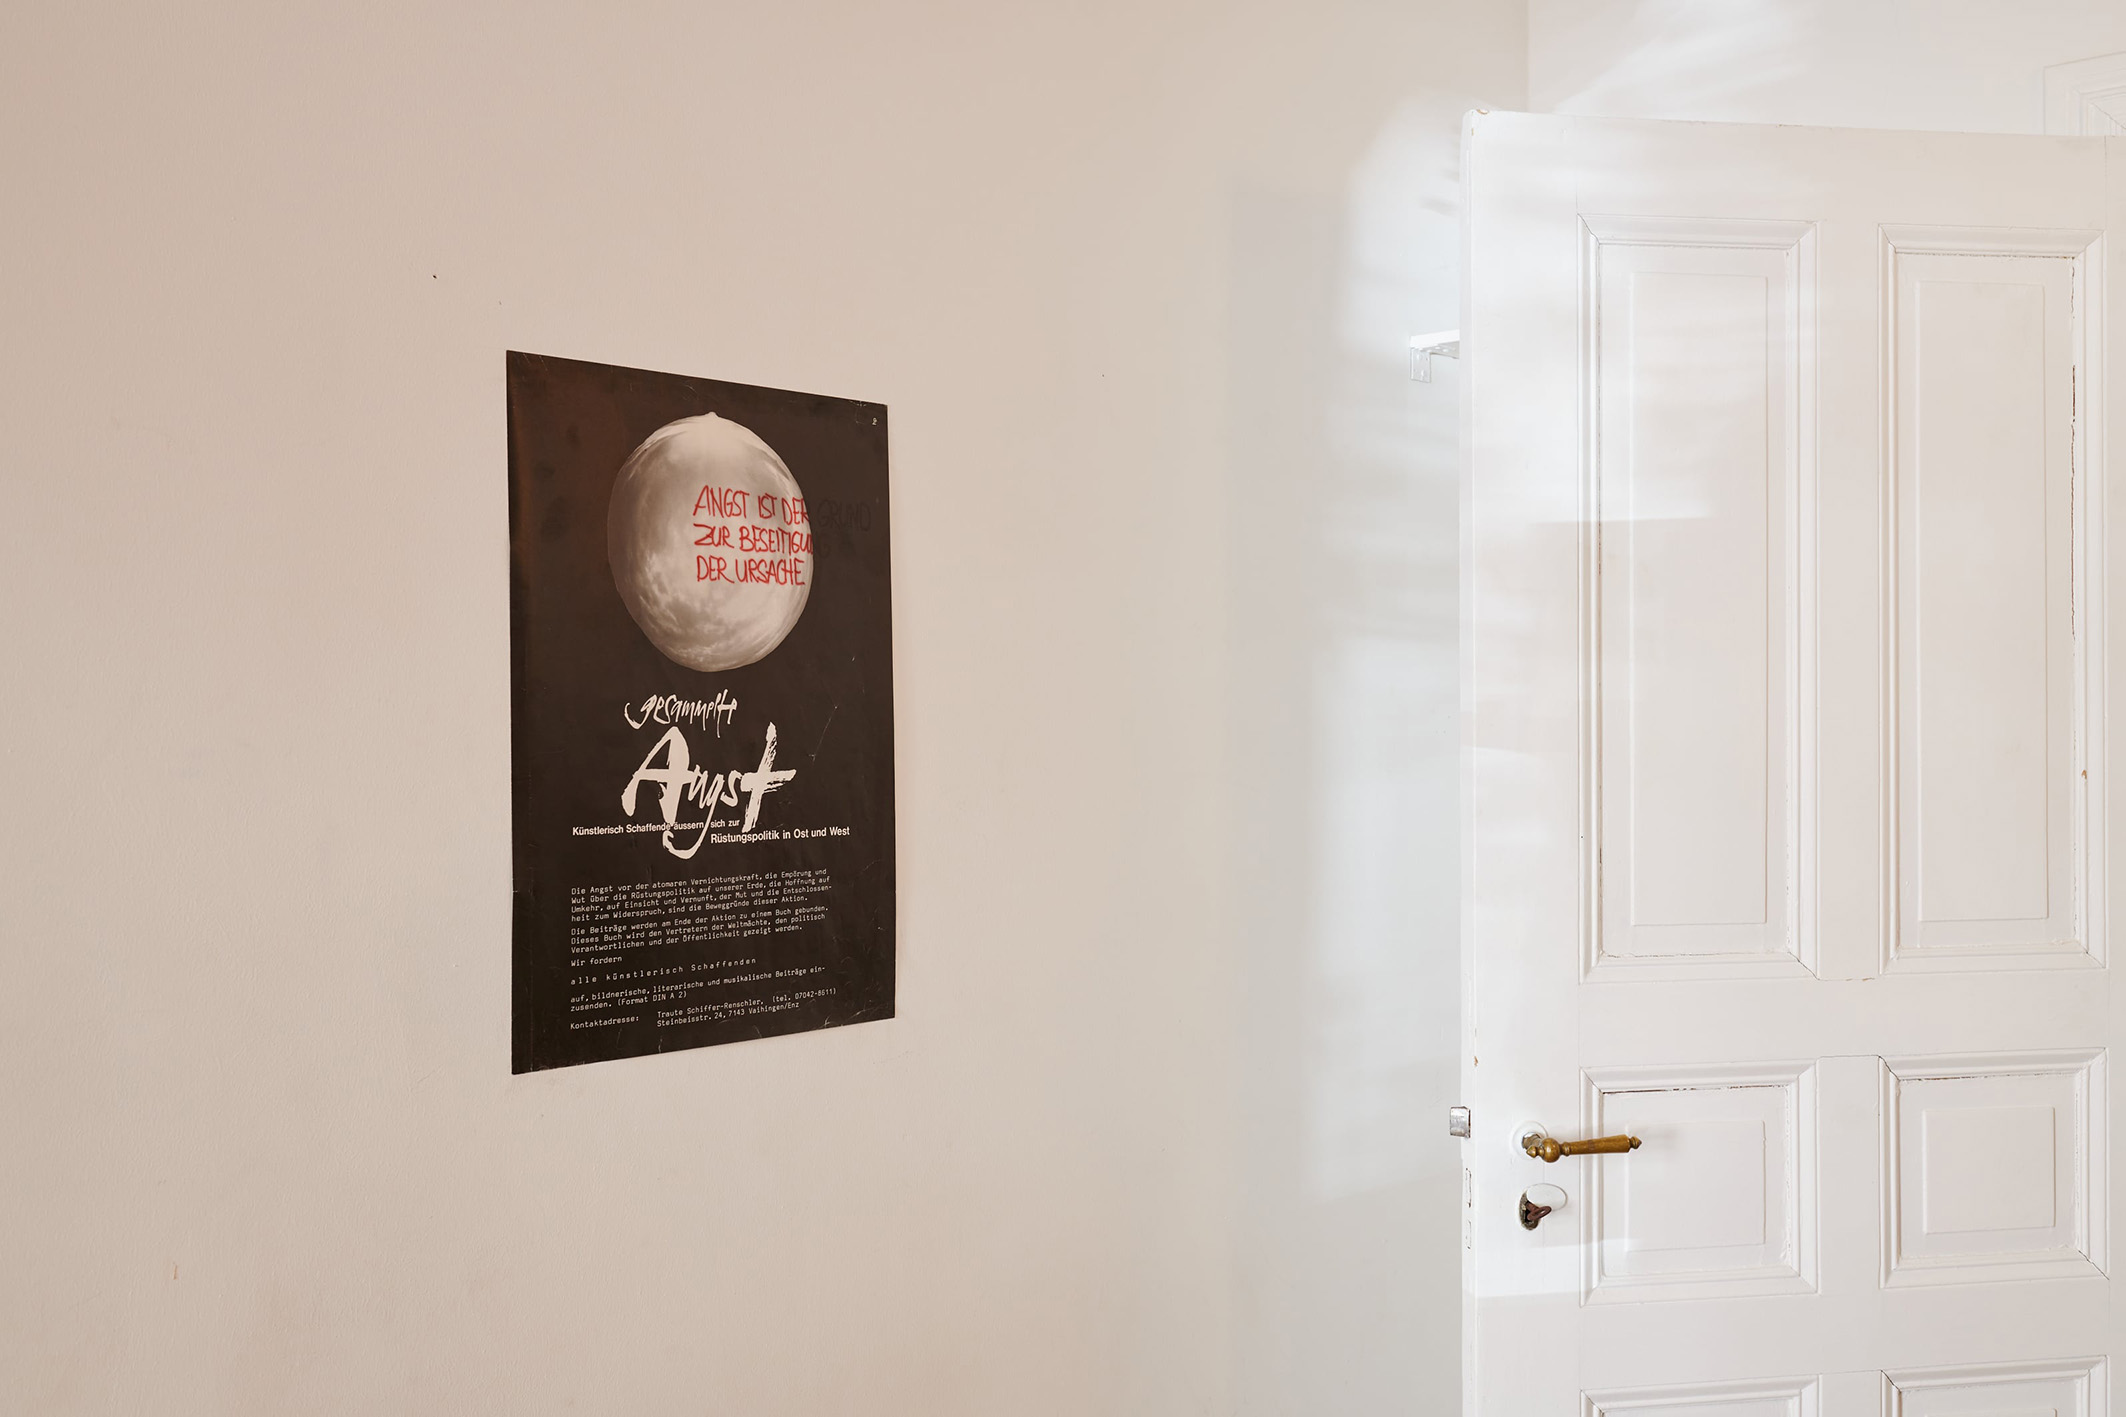 2
ANGST IST DER GRUND
ZUR BESEITIGUNG
DER URSACHE
gesammelte
Angst
Künstlerisch Schaffende äussern sich zur
Rüstungspolitik in Ost und West
Die Angst vor der atomaren Vernichtungskraft, die Empörung und
Wut über die Rüstungspolitik auf unserer Erde, die Hoffnung auf
Umkehr, auf Einsicht und Vernunft, der Mut und die Entschlossen-
heit zum Widerspruch, sind die Beweggründe dieser Aktion.
Die Beiträge werden am Ende der Aktion zu einem Buch gebunden.
Dieses Buch wird den Vertretern der Weltmächte, den politisch
Verantwortlichen und der Öffentlichkeit gezeigt werden.
Wir fordern
alle künstlerisch Schaffenden
auf, bildnerische, literarische und musikalische Beiträge ein-
zusenden. (Format DIN A 2)
Kontaktadresse: Traute Schiffer-Renschler, (tel. 07042-8611)
Steinbeisstr. 24, 7143 Vaihingen/Enz